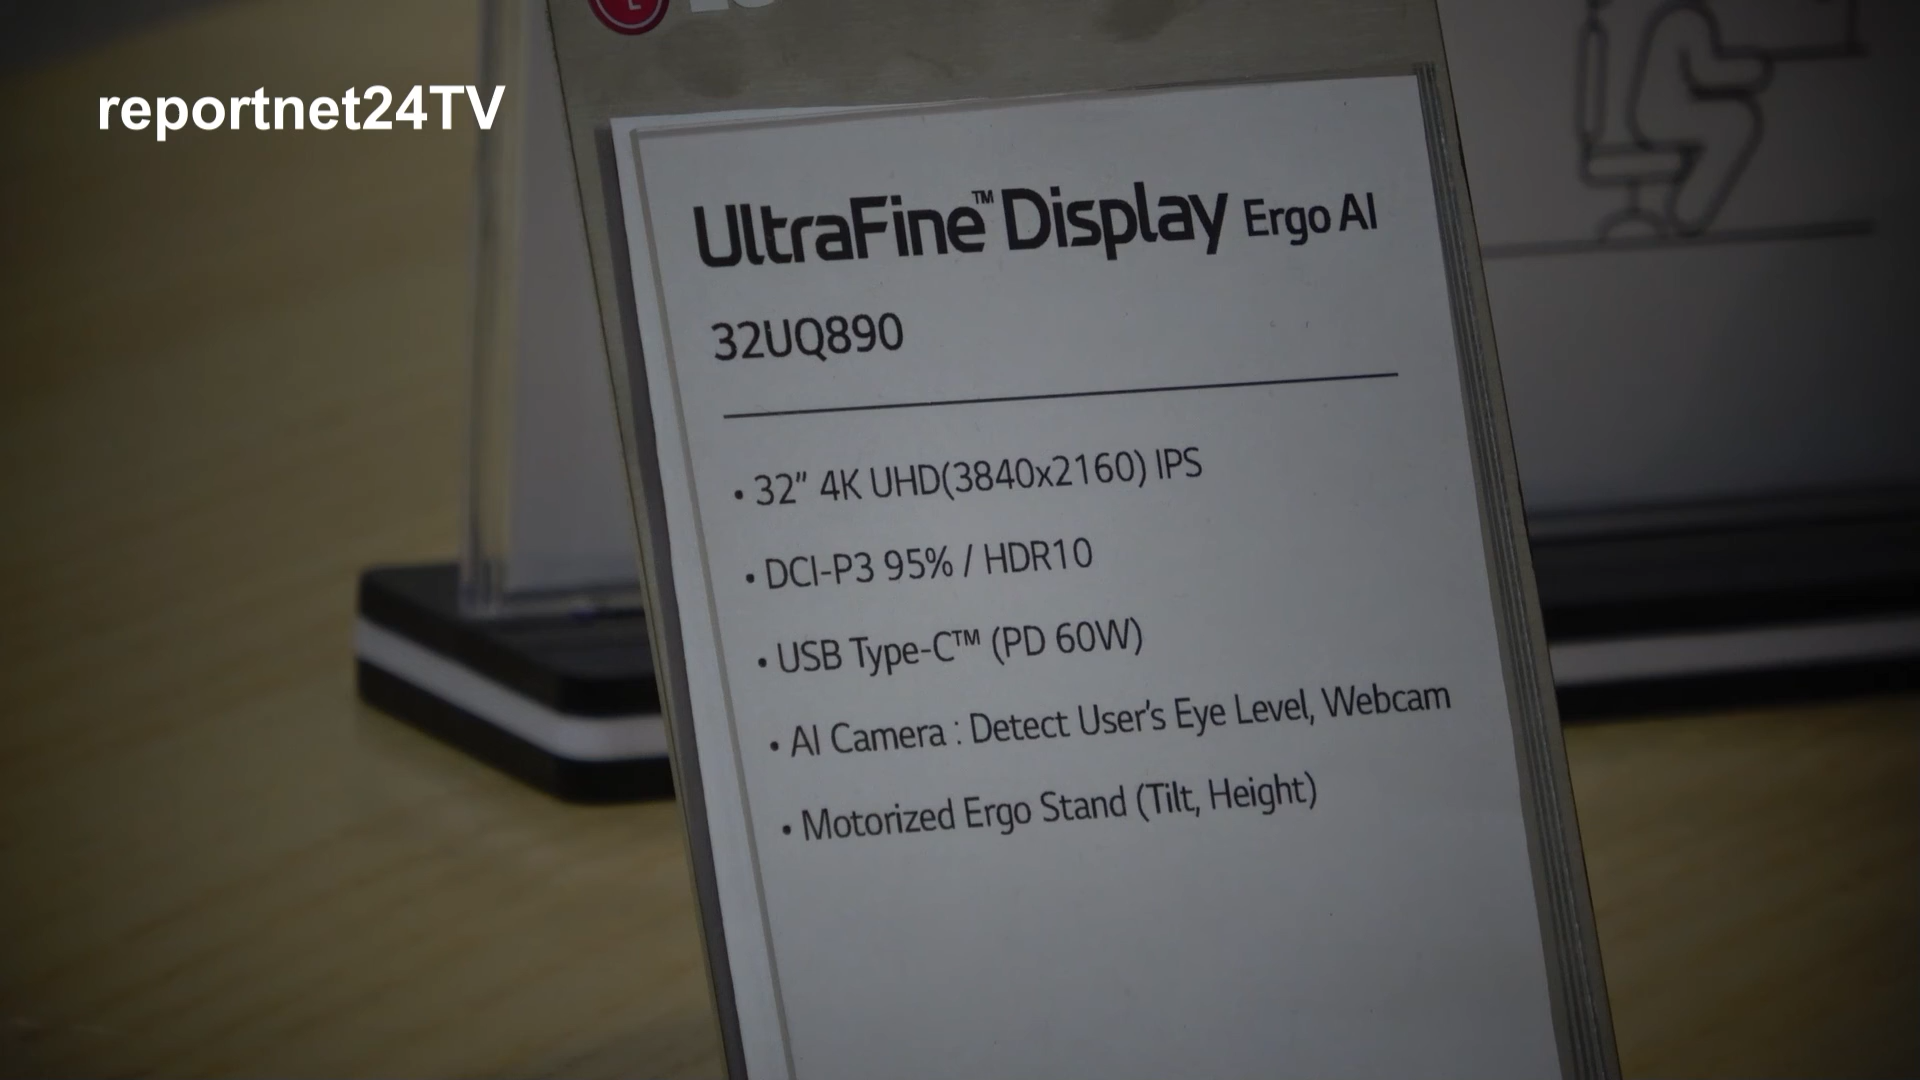 reportnet24TV
UltraFine™ Display Ergo AI
32UQ890
• 32" 4K UHD(3840x2160) IPS
• DCI-P3 95% / HDR10
• USB Type-C™ (PD 60W)
• AI Camera : Detect User's Eye Level, Webcam
• Motorized Ergo Stand (Tilt, Height)